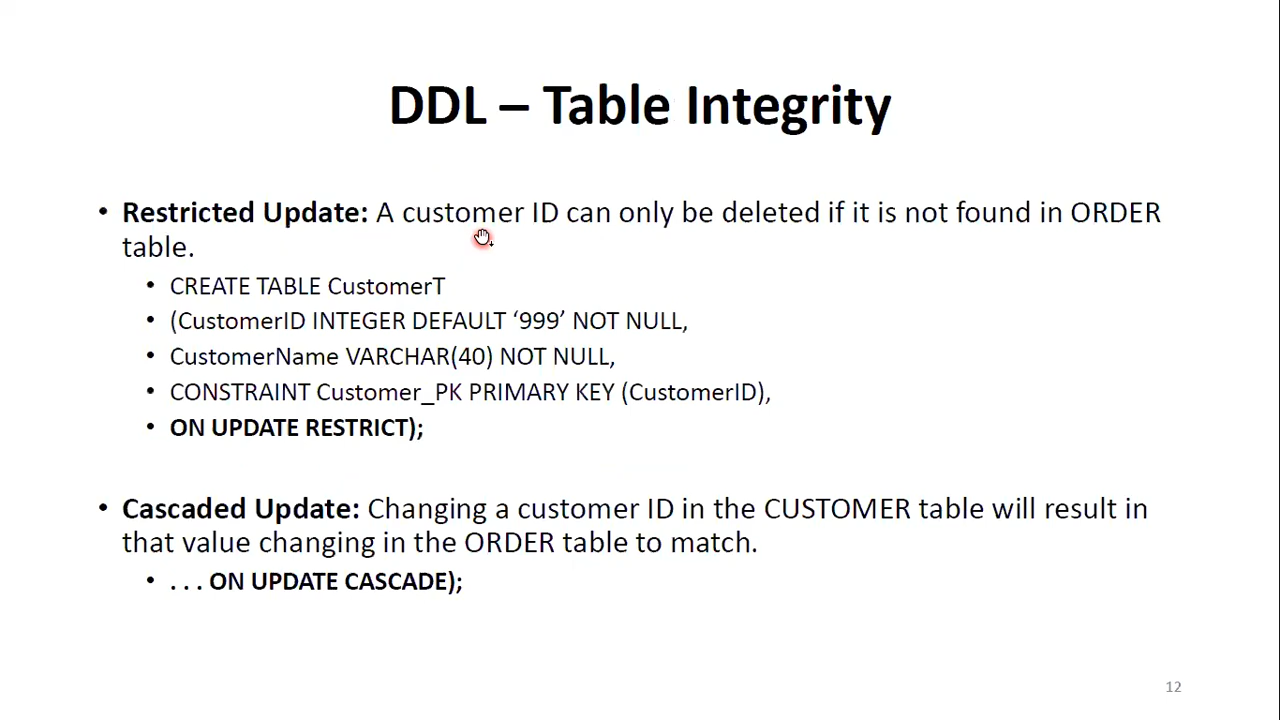 DDL – Table Integrity
• Restricted Update: A customer ID can only be deleted if it is not found in ORDER
table.
• CREATE TABLE CustomerT
• (CustomerID INTEGER DEFAULT ‘999’ NOT NULL,
• CustomerName VARCHAR(40) NOT NULL,
• CONSTRAINT Customer_PK PRIMARY KEY (CustomerID),
• ON UPDATE RESTRICT);
• Cascaded Update: Changing a customer ID in the CUSTOMER table will result in
that value changing in the ORDER table to match.
• . . . ON UPDATE CASCADE);
12